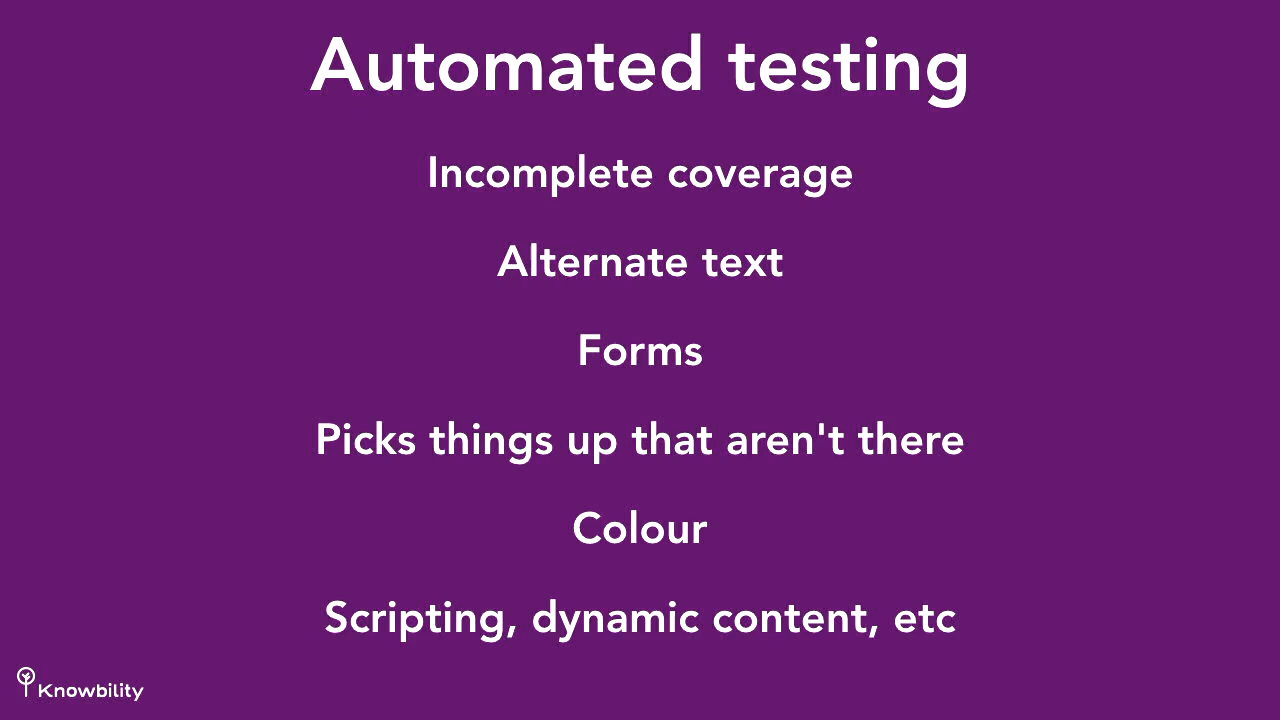 Automated testing
Incomplete coverage
Alternate text
Forms
Picks things up that aren't there
Colour
Scripting, dynamic content, etc
Knowbility